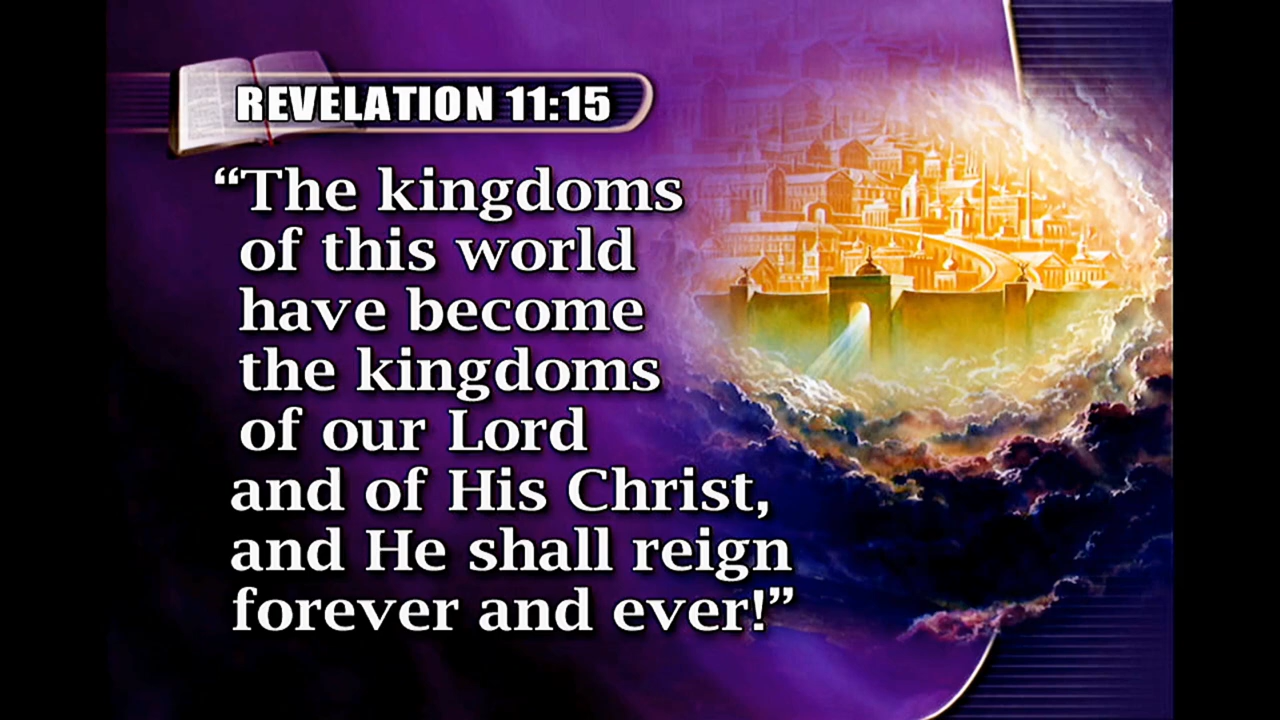 REVELATION 11:15
“The kingdoms
of this world
have become
the kingdoms
of our Lord
and of His Christ,
and He shall reign
forever and ever!”